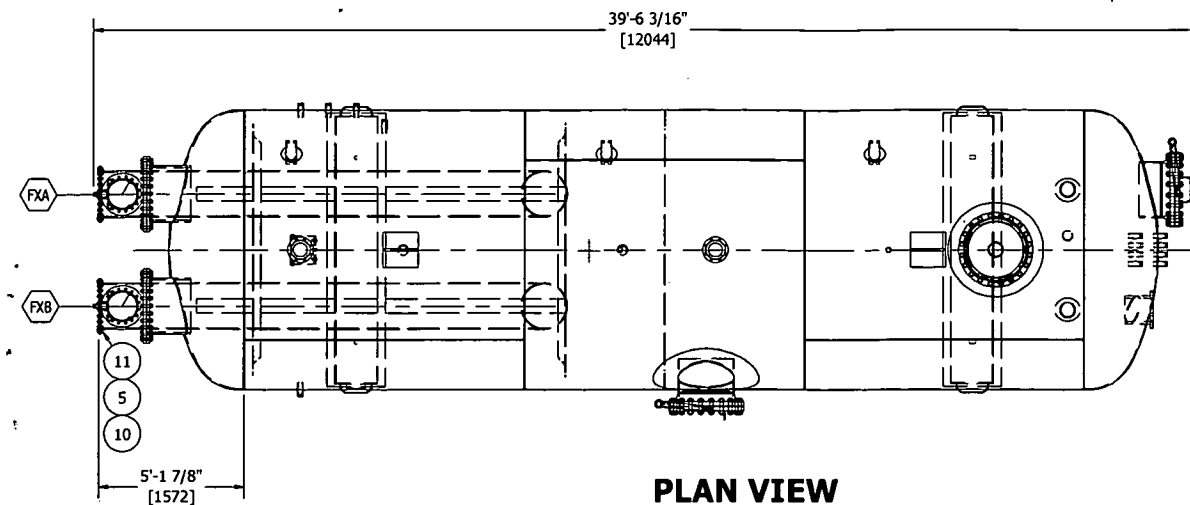 39'-6 3/16"
[12044]
FXA
FXB
11
5
10
5'-1 7/8"
[1572]
PLAN VIEW